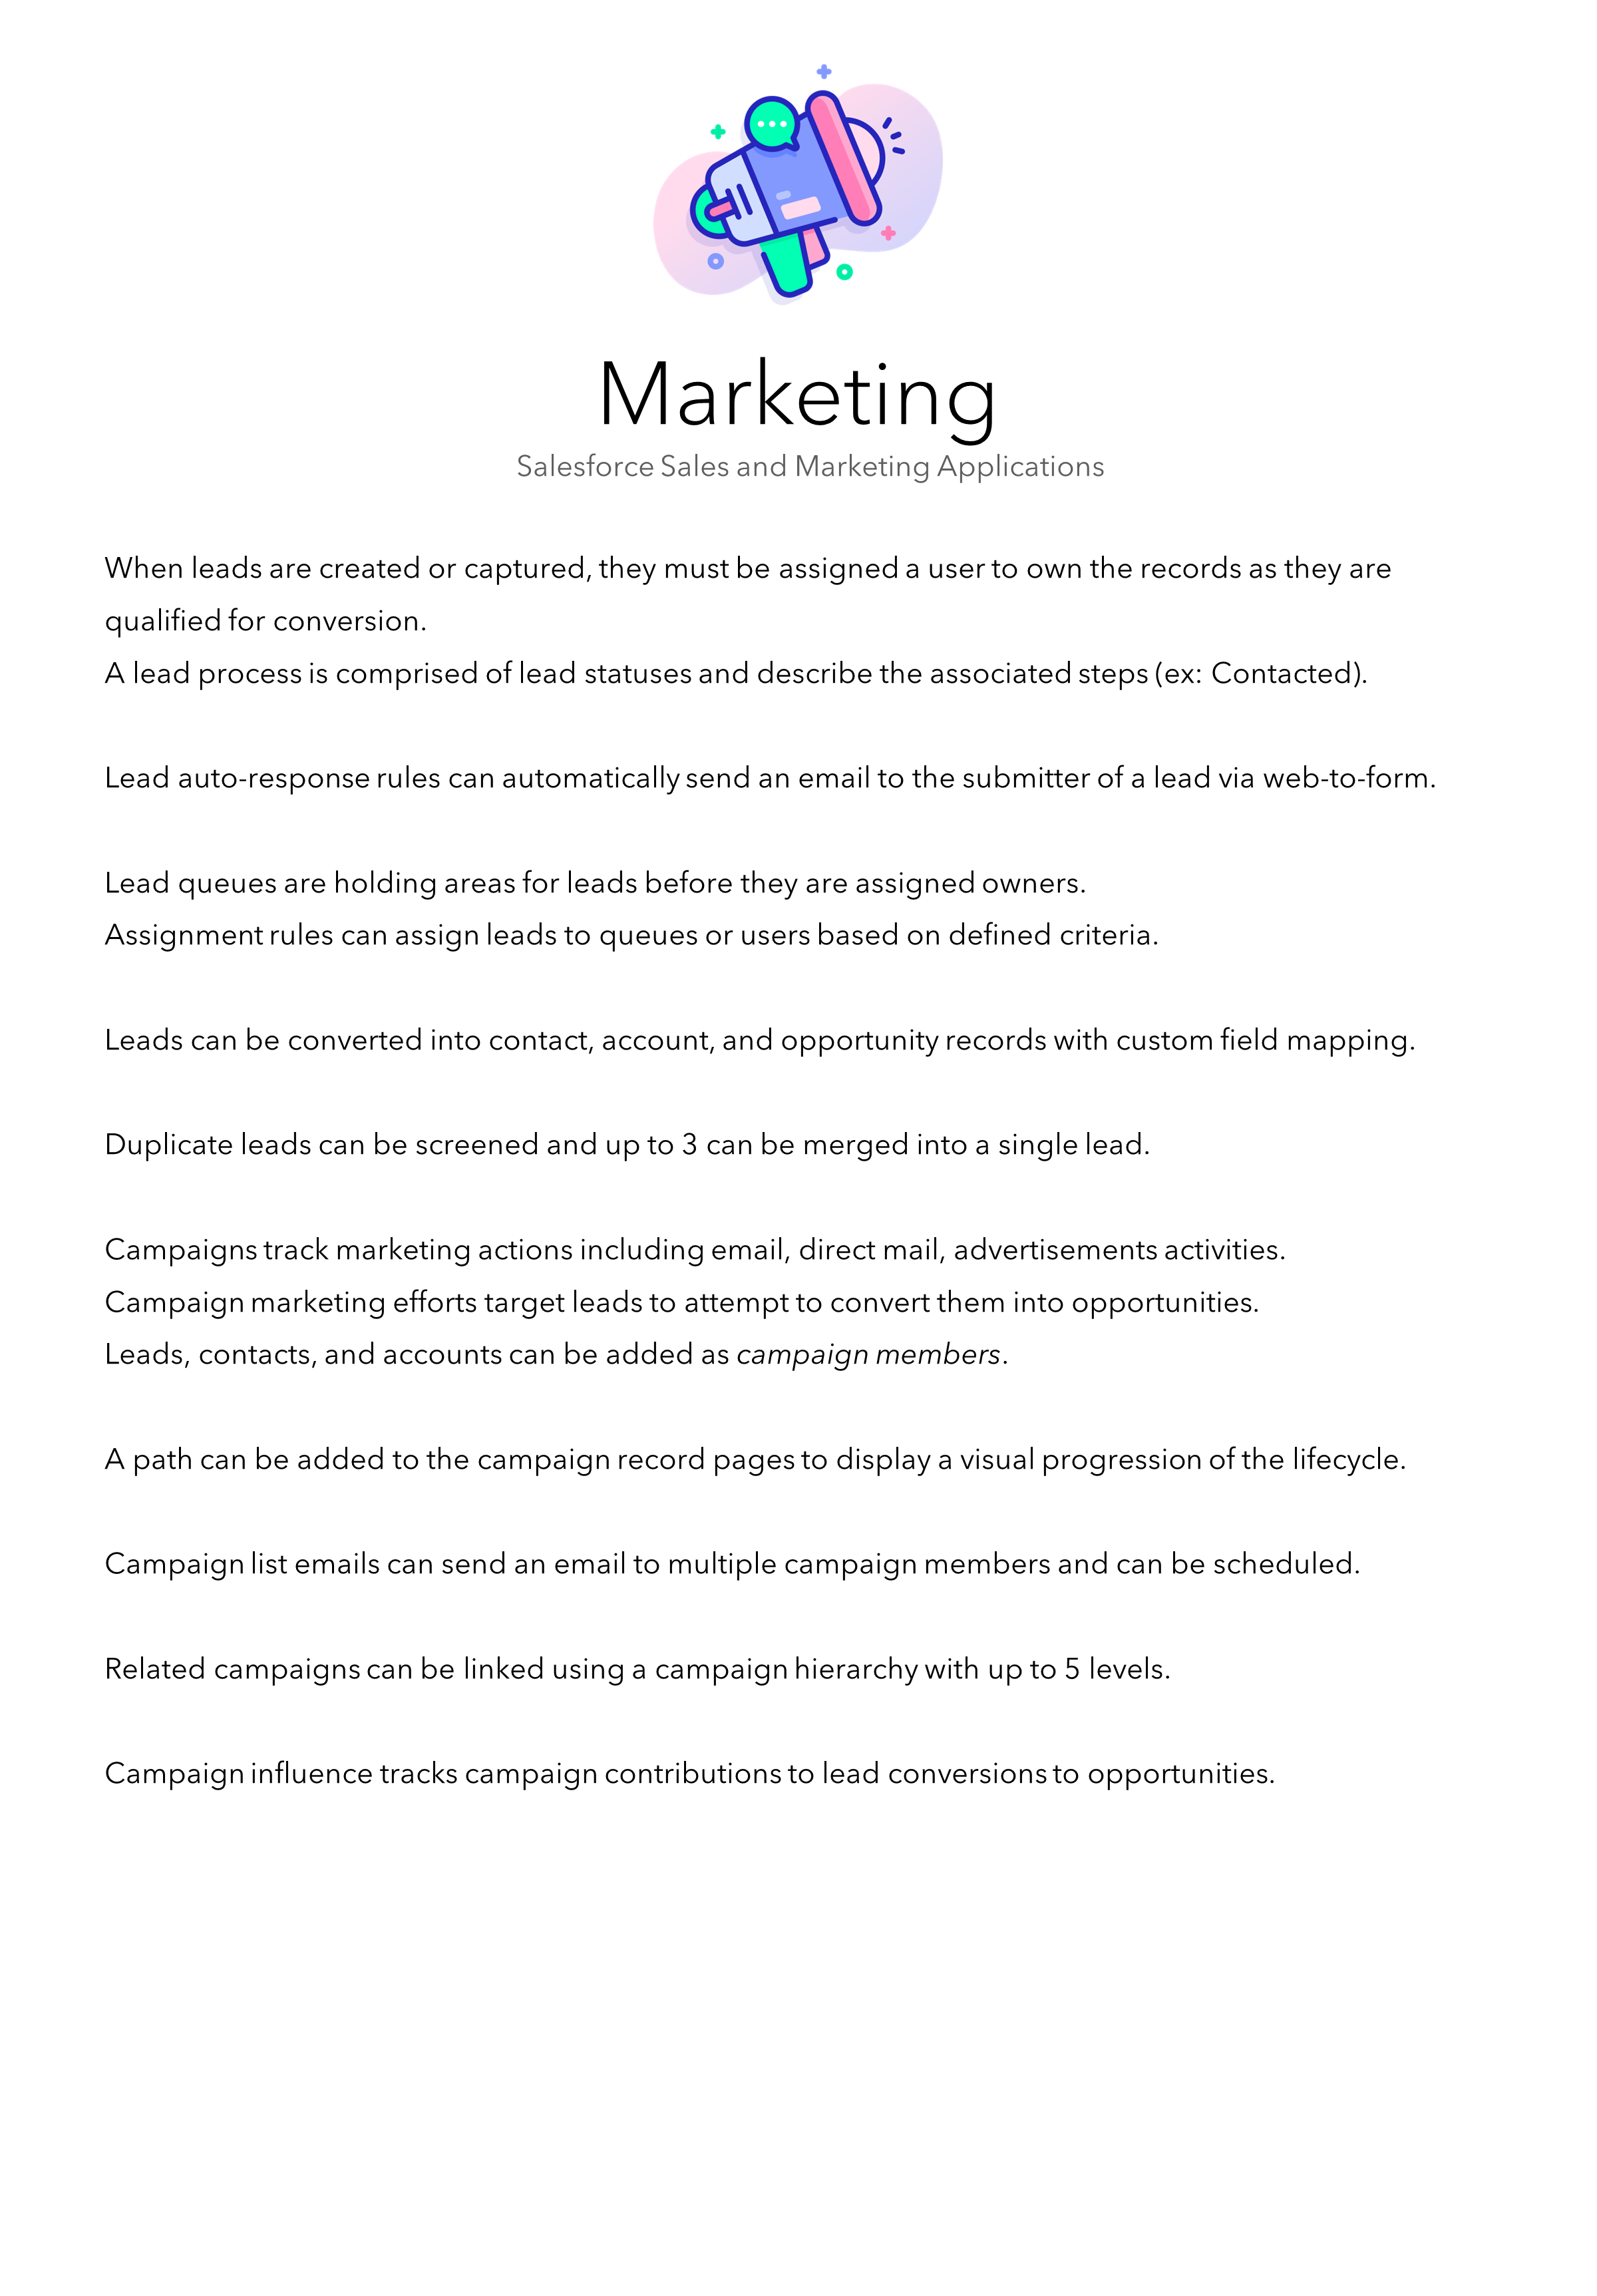 Marketing
Salesforce Sales and Marketing Applications
When leads are created or captured, they must be assigned a user to own the records as they are
qualified for conversion.
A lead process is comprised of lead statuses and describe the associated steps (ex: Contacted).
Lead auto-response rules can automatically send an email to the submitter of a lead via web-to-form.
Lead queues are holding areas for leads before they are assigned owners.
Assignment rules can assign leads to queues or users based on defined criteria.
Leads can be converted into contact, account, and opportunity records with custom field mapping.
Duplicate leads can be screened and up to 3 can be merged into a single lead.
Campaigns track marketing actions including email, direct mail, advertisements activities.
Campaign marketing efforts target leads to attempt to convert them into opportunities.
Leads, contacts, and accounts can be added as campaign members.
A path can be added to the campaign record pages to display a visual progression of the lifecycle.
Campaign list emails can send an email to multiple campaign members and can be scheduled.
Related campaigns can be linked using a campaign hierarchy with up to 5 levels.
Campaign influence tracks campaign contributions to lead conversions to opportunities.